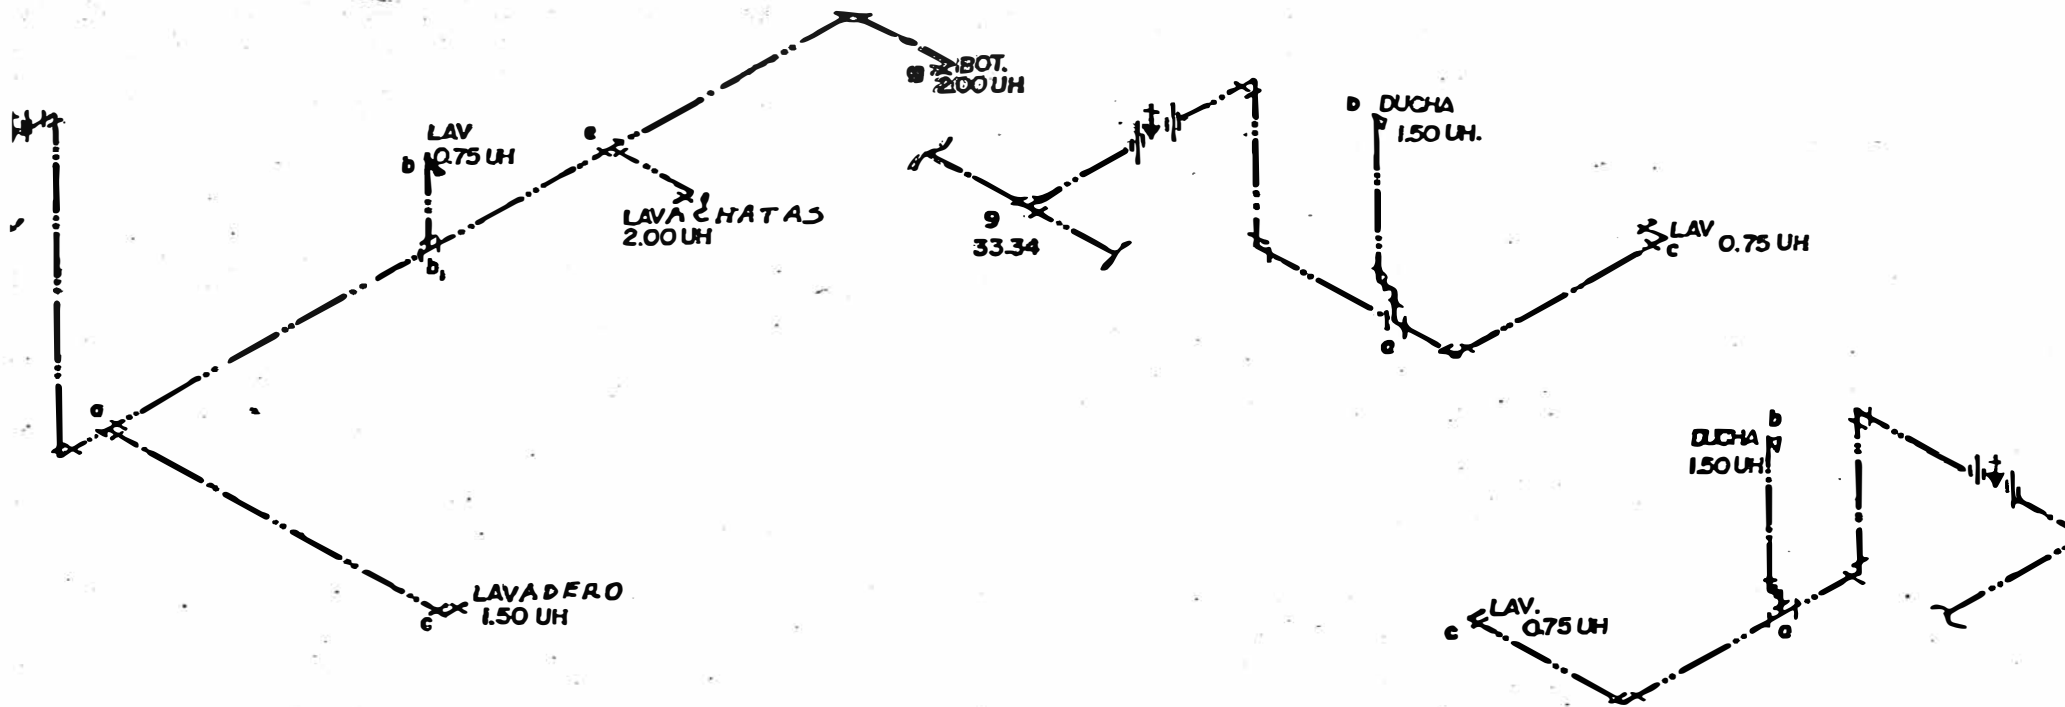 g BOT.
2.00 UH
LAV
0.75 UH
b
b₁
e
LAVA CHATAS
2.00 UH
a
c
LAVADERO
1.50 UH
9
33.34
b DUCHA
1.50 UH.
LAV 0.75 UH
c
a
b
DUCHA
1.50 UH
c LAV.
0.75 UH
a